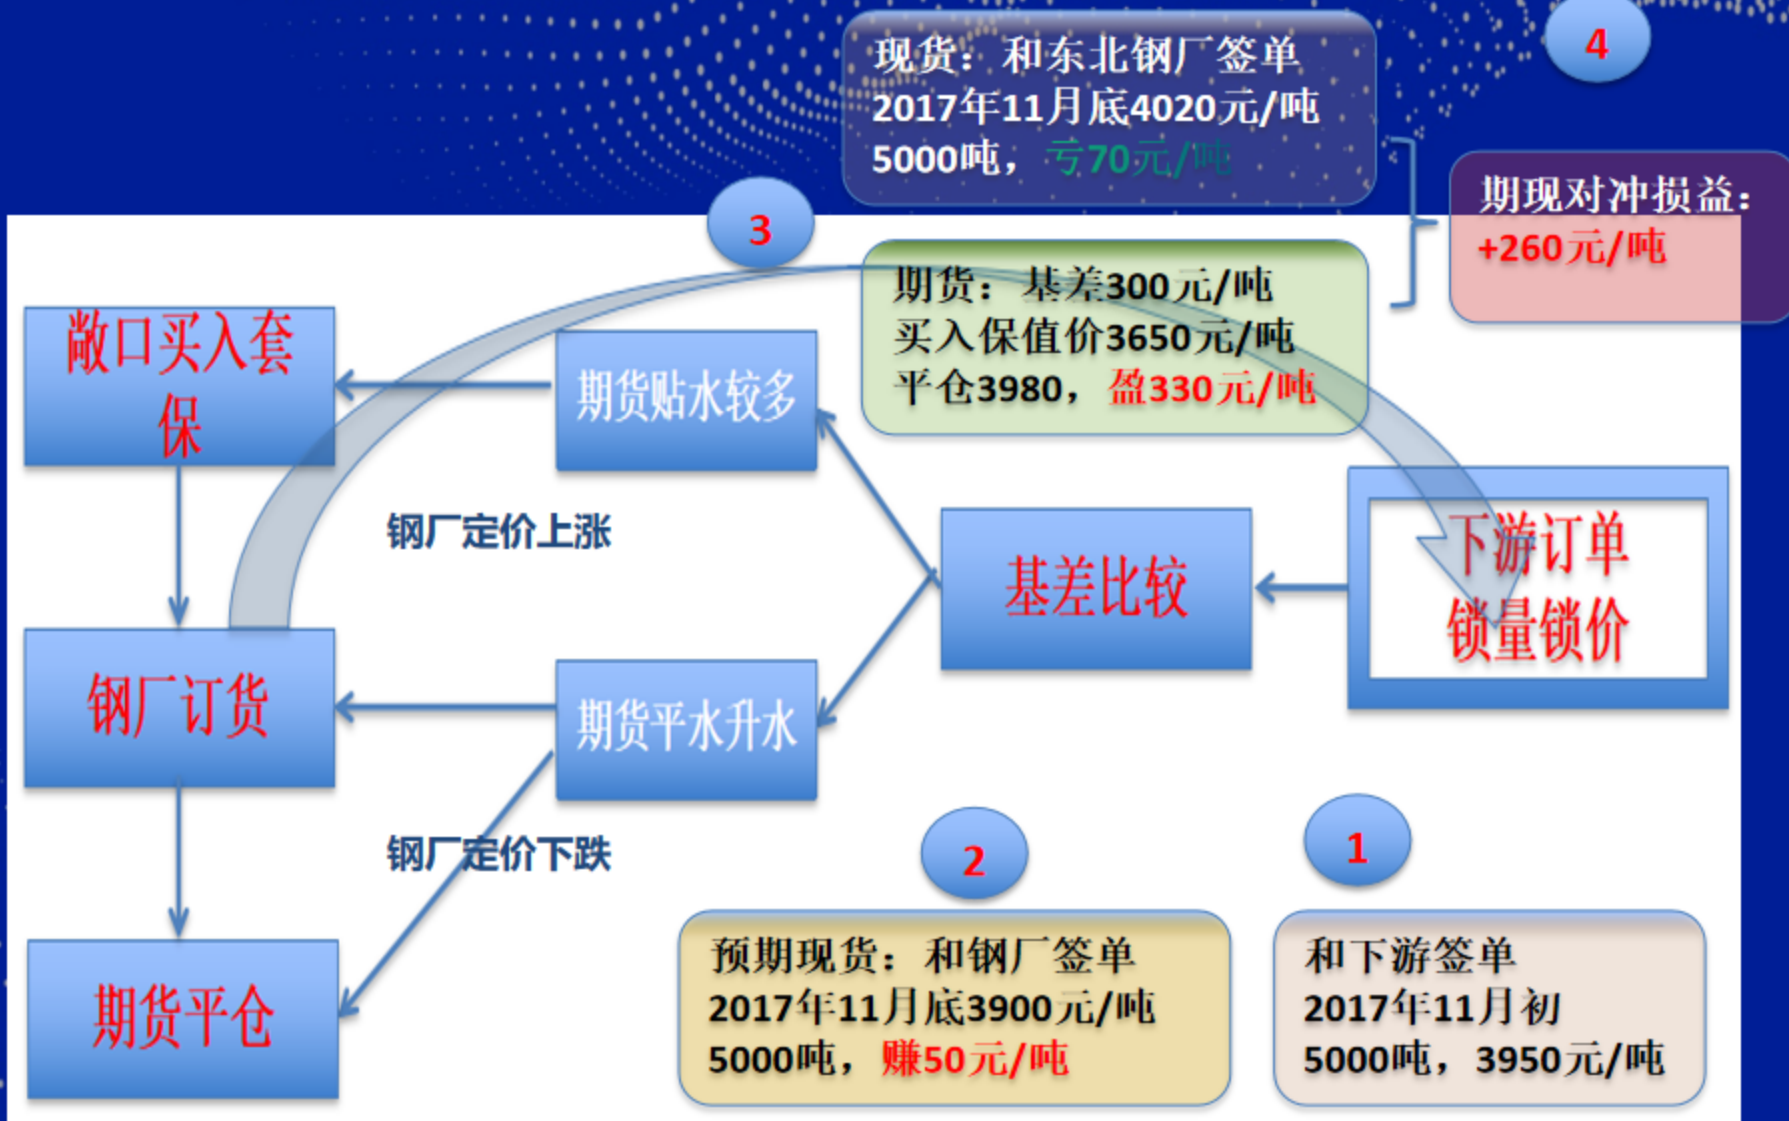 现货：和东北钢厂签单
2017年11月底4020元/吨
5000吨，亏70元/吨
4
期现对冲损益：
+260元/吨
3
期货：基差300元/吨
买入保值价3650元/吨
平仓3980，盈330元/吨
敞口买入套
保
期货贴水较多
钢厂定价上涨
基差比较
下游订单
锁量锁价
钢厂订货
期货平水升水
钢厂定价下跌
期货平仓
2
预期现货：和钢厂签单
2017年11月底3900元/吨
5000吨，赚50元/吨
1
和下游签单
2017年11月初
5000吨，3950元/吨